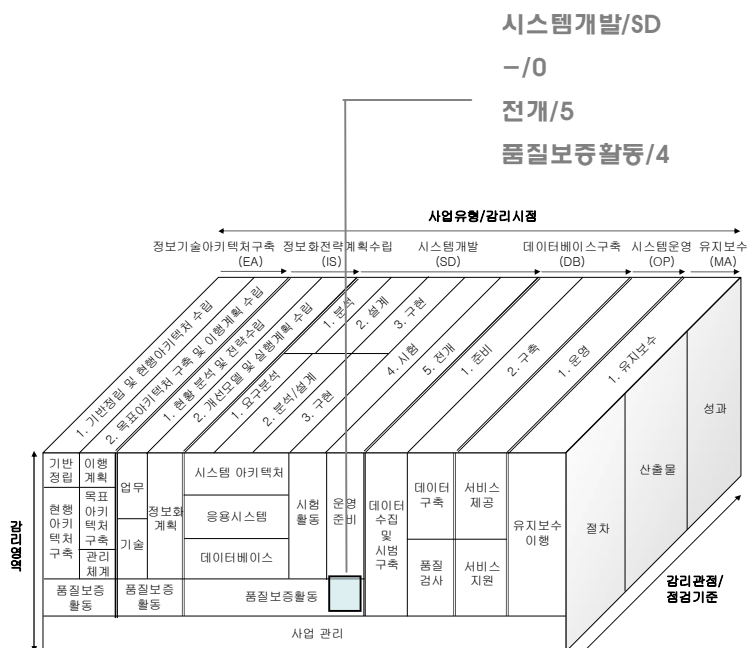 시스템개발/SD
-/0
전개/5
품질보증활동/4
사업유형/감리시점
정보기술아키텍처구축 (EA)
정보화전략계획수립 (IS)
시스템개발 (SD)
데이터베이스구축 (DB)
시스템운영 (OP)
유지보수 (MA)
1. 기반정립 및 현행아키텍처 수립
2. 목표아키텍처 구축 및 이행계획 수립
1. 현황 분석 및 전략수립
2. 개선모델 및 실행계획 수립
1. 분석
2. 설계
3. 구현
1. 요구분석
2. 분석/설계
3. 구현
4. 시험
5. 전개
1. 준비
2. 구축
1. 운영
1. 유지보수
감리영역
기반
정립
현행
아키
텍처
구축
이행
계획
목표
아키
텍처
구축
관리
체계
품질보증
활동
업무
기술
정보화
계획
품질보증
활동
시스템 아키텍처
응용시스템
데이터베이스
시험
활동
운영
준비
품질보증활동
데이터
수집
및
시범
구축
데이터
구축
품질
검사
서비스
제공
서비스
지원
유지보수
이행
사업 관리
절차
산출물
성과
감리관점/
점검기준